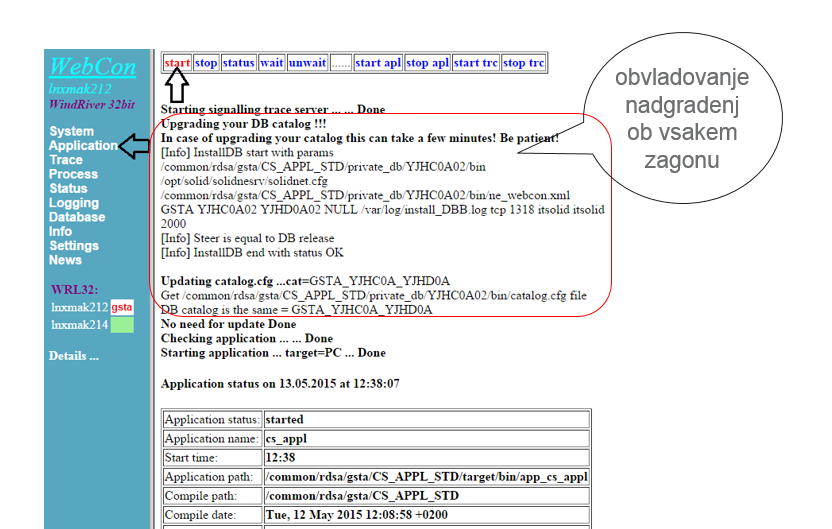 WebCon
lnxmak212
WindRiver 32bit
System
Application
Trace
Process
Status
Logging
Database
Info
Settings
News
WRL32:
lnxmak212 gsta
lnxmak214
Details ...
start stop status wait unwait ...... start apl stop apl start trc stop trc
Starting signalling trace server ... ... Done
Upgrading your DB catalog !!!
In case of upgrading your catalog this can take a few minutes! Be patient!
[Info] InstallDB start with params
/common/rdsa/gsta/CS_APPL_STD/private_db/YJHC0A02/bin
/opt/solid/solidnesrv/solidnet.cfg
/common/rdsa/gsta/CS_APPL_STD/private_db/YJHC0A02/bin/ne_webcon.xml
GSTA YJHC0A02 YJHD0A02 NULL /var/log/install_DBB.log tcp 1318 itsolid itsolid
2000
[Info] Steer is equal to DB release
[Info] InstallDB end with status OK
Updating catalog.cfg ...cat=GSTA_YJHC0A_YJHD0A
Get /common/rdsa/gsta/CS_APPL_STD/private_db/YJHC0A02/bin/catalog.cfg file
DB catalog is the same = GSTA_YJHC0A_YJHD0A
No need for update Done
Checking application ... ... Done
Starting application ... target=PC ... Done
Application status on 13.05.2015 at 12:38:07
Application status: started
Application name: cs_appl
Start time: 12:38
Application path: /common/rdsa/gsta/CS_APPL_STD/target/bin/app_cs_appl
Compile path: /common/rdsa/gsta/CS_APPL_STD
Compile date: Tue, 12 May 2015 12:08:58 +0200
obvladovanje
nadgradenj
ob vsakem
zagonu